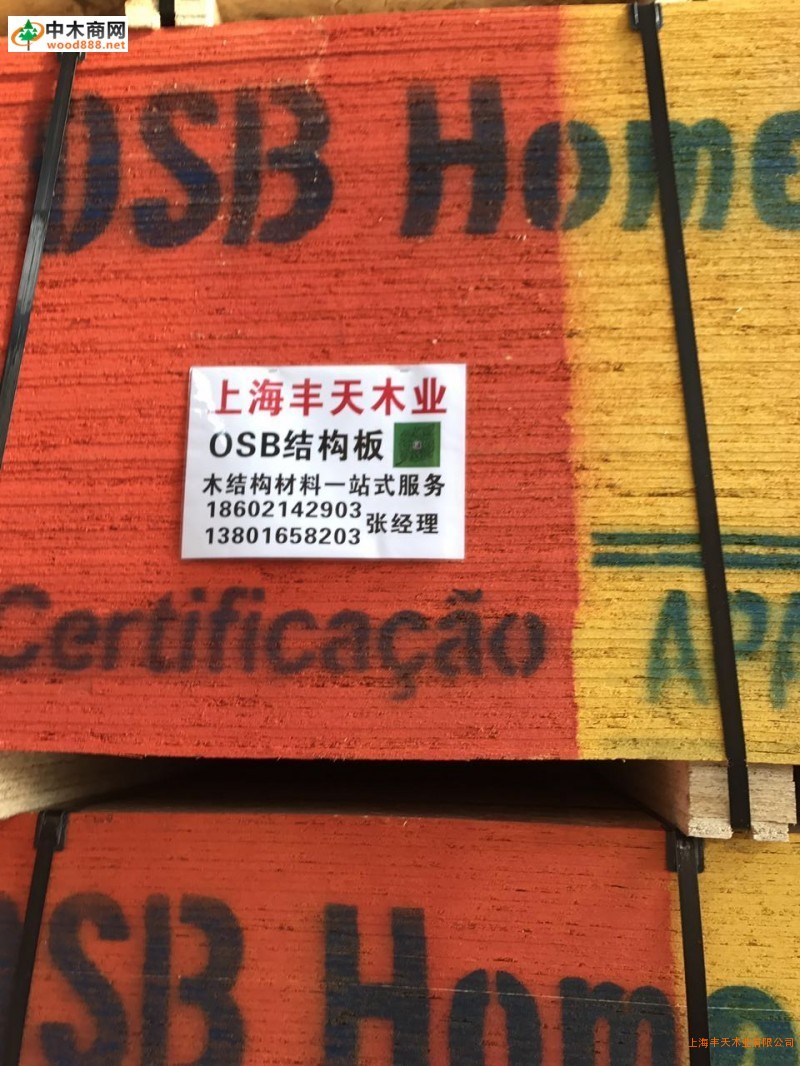 中木商网
wood888.net
OSB Home
上海丰天木业
OSB结构板
木结构材料一站式服务
18602142903
13801658203 张经理
Certificação APA
OSB Home
上海丰天木业有限公司